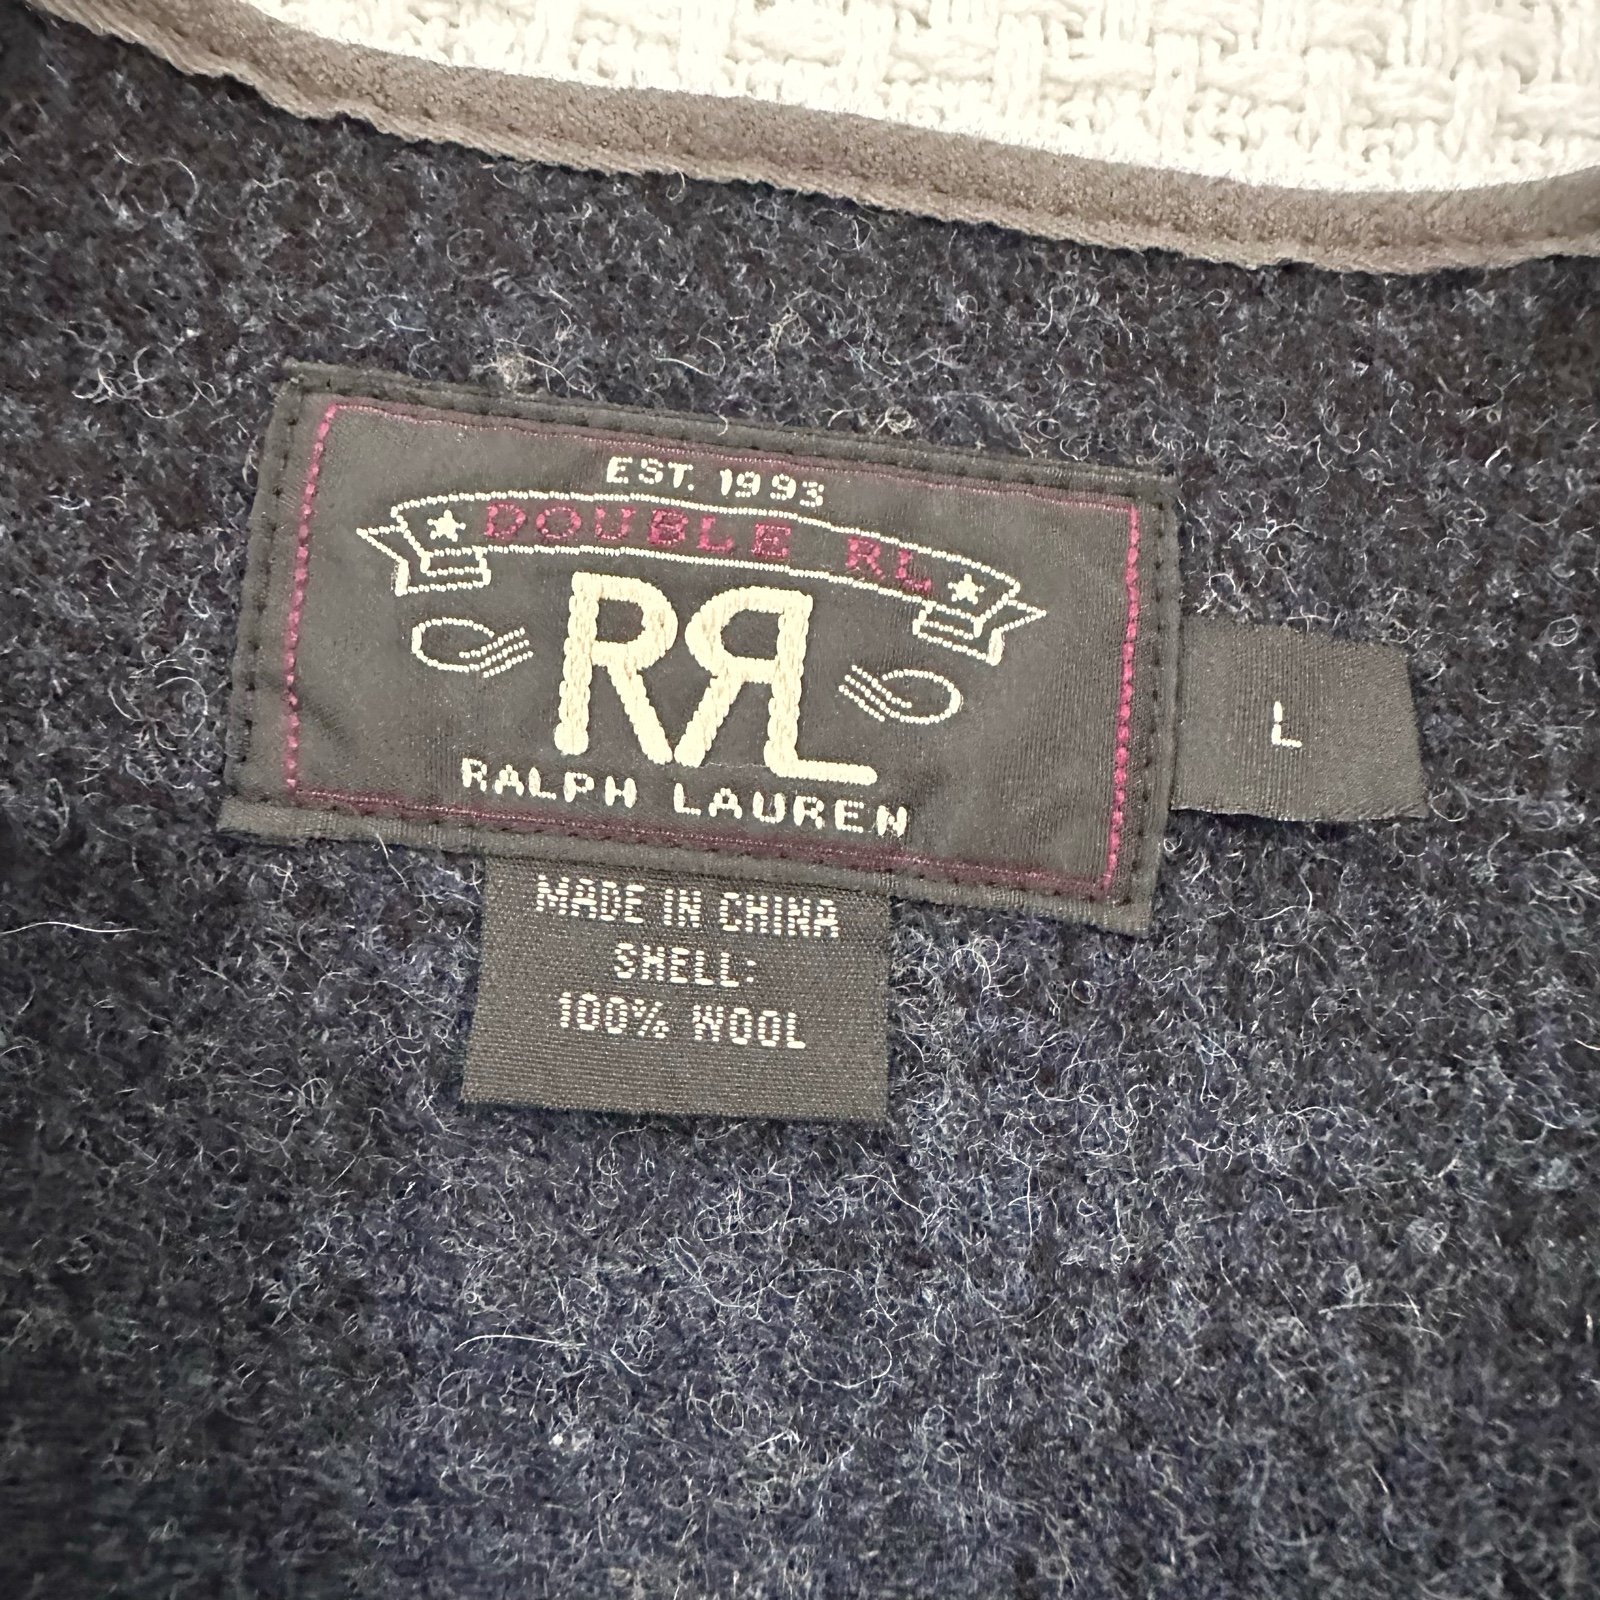 EST. 1993
DOUBLE RL
RRL
RALPH LAUREN
L
MADE IN CHINA
SHELL:
100% WOOL